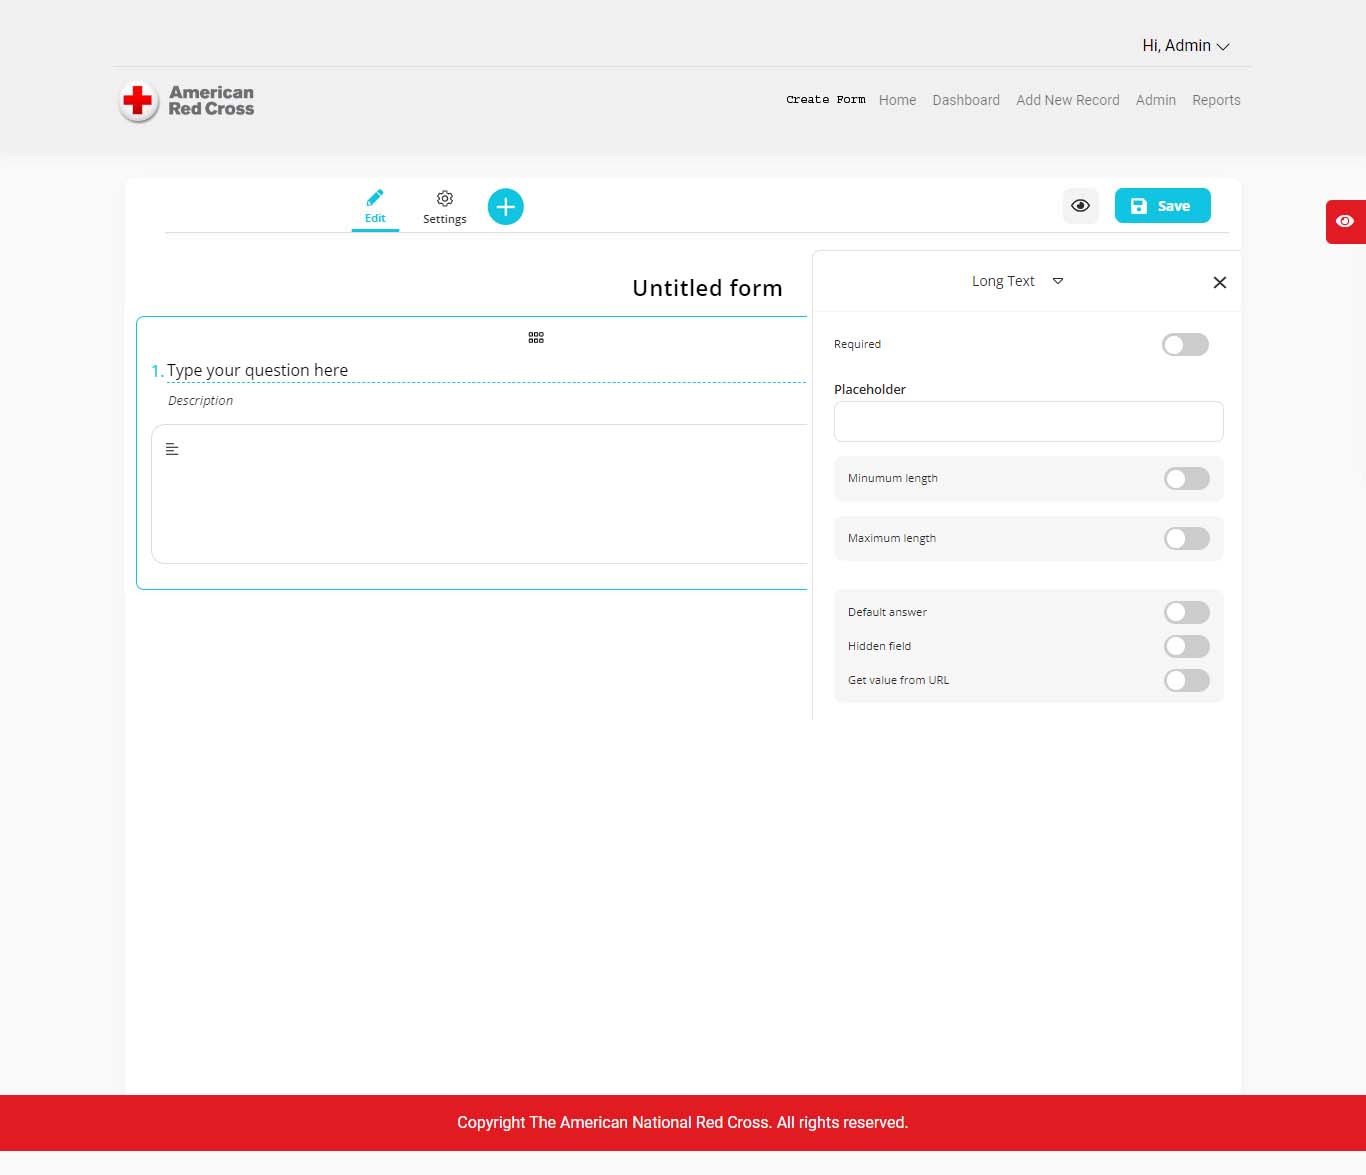 Hi, Admin
American
Red Cross
Create Form Home Dashboard Add New Record Admin Reports
Edit
Settings
Save
Untitled form
Long Text
Required
1. Type your question here
Description
Placeholder
Minumum length
Maximum length
Default answer
Hidden field
Get value from URL
Copyright The American National Red Cross. All rights reserved.